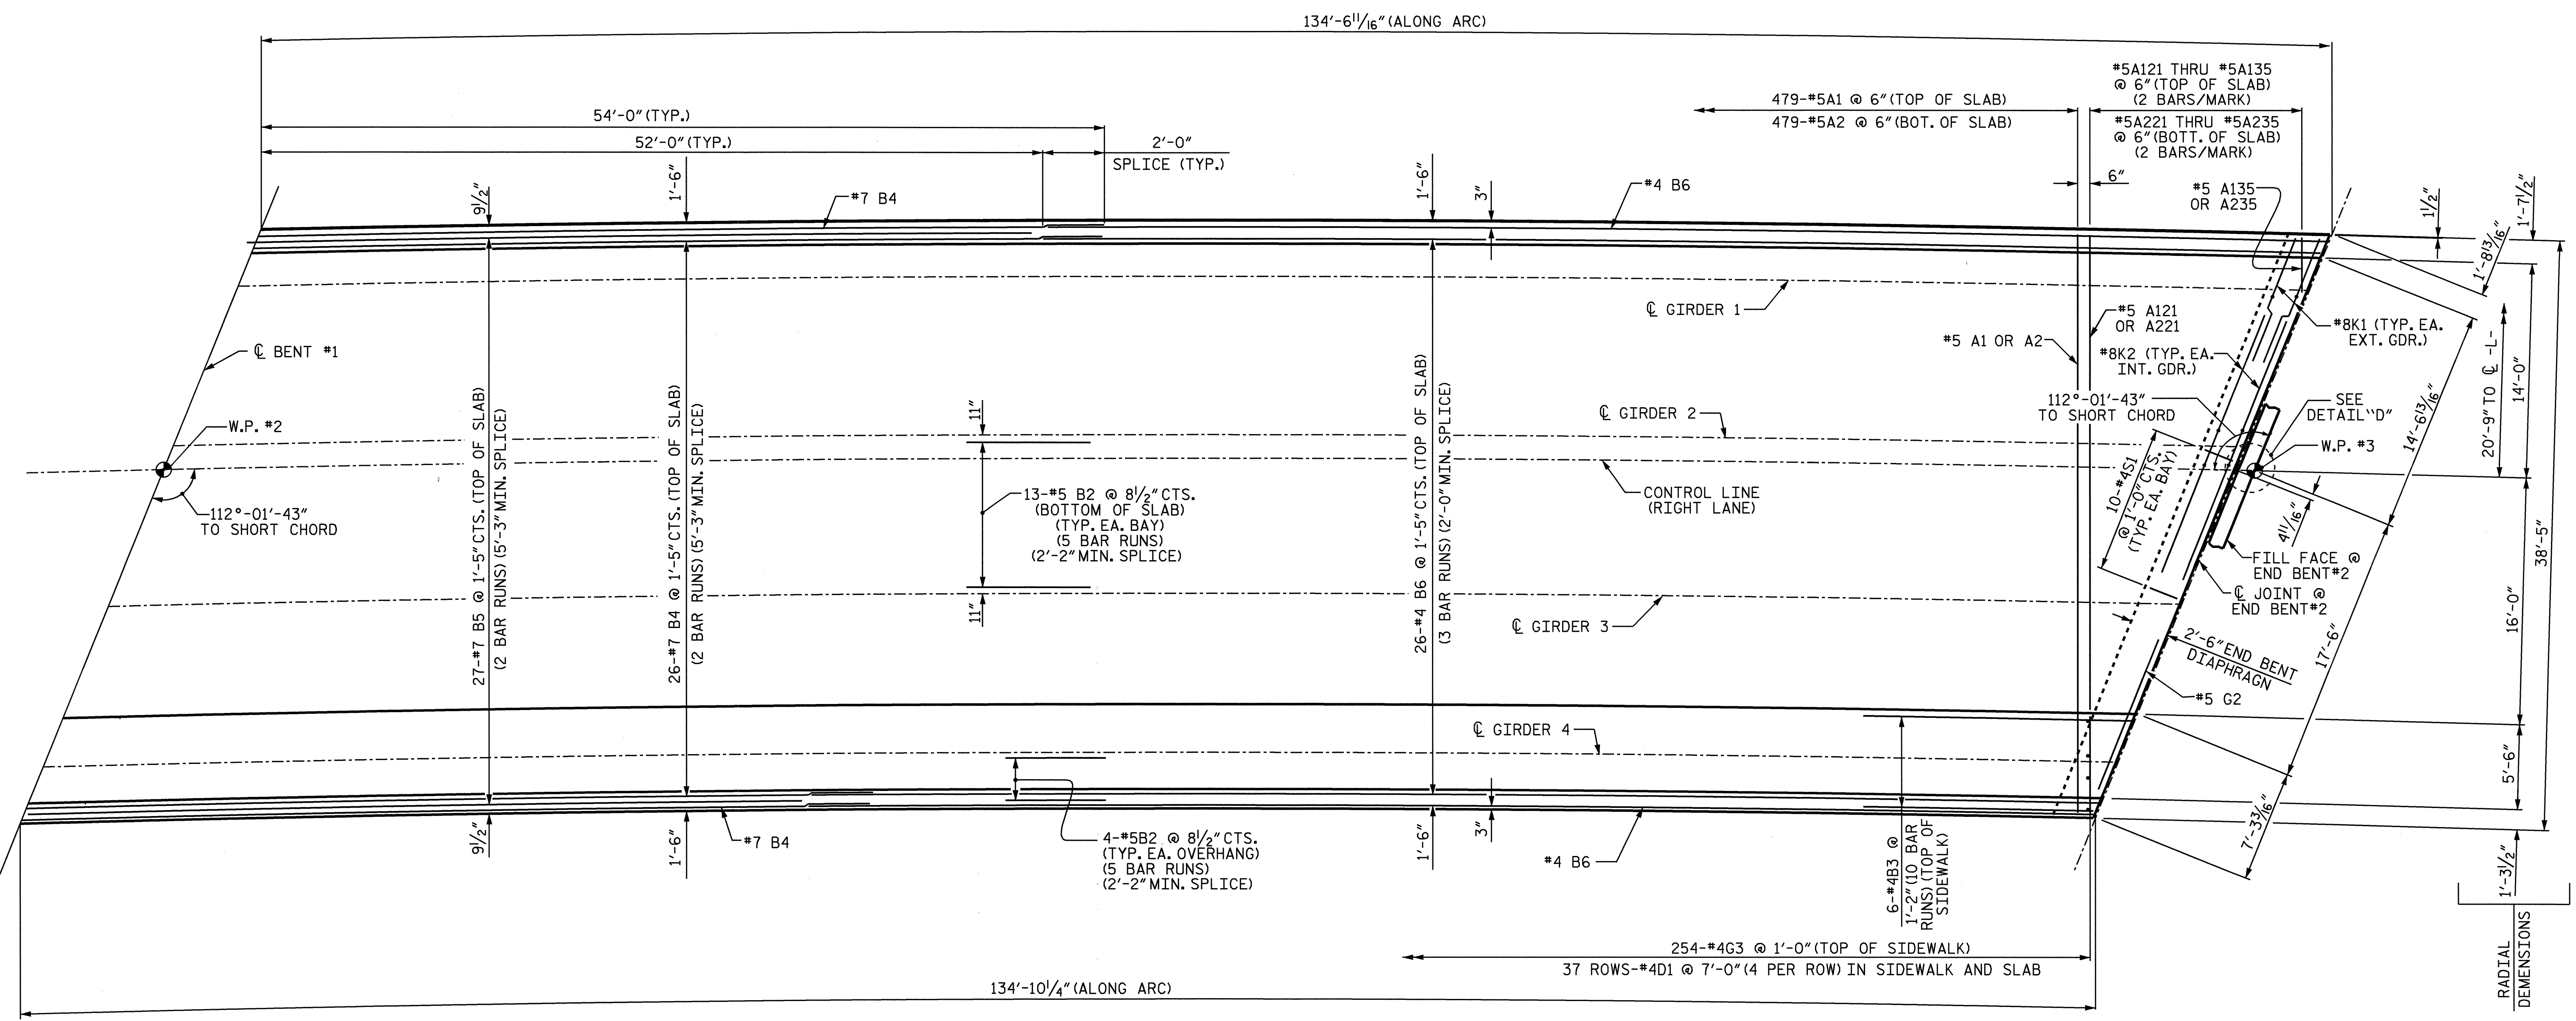 134'-6 11/16" (ALONG ARC)
#5A121 THRU #5A135
@ 6" (TOP OF SLAB)
(2 BARS/MARK)
#5A221 THRU #5A235
@ 6" (BOTT. OF SLAB)
(2 BARS/MARK)
479-#5A1 @ 6" (TOP OF SLAB)
479-#5A2 @ 6" (BOT. OF SLAB)
54'-0" (TYP.)
52'-0" (TYP.)
2'-0"
SPLICE (TYP.)
9 1/2"
1'-6"
#7 B4
1'-6"
3"
#4 B6
6"
#5 A135
OR A235
1 1/2"
1'-7 1/2"
1'-8 13/16"
℄ GIRDER 1
℄ BENT #1
#5 A121
OR A221
#5 A1 OR A2
#8K1 (TYP. EA.
EXT. GDR.)
#8K2 (TYP. EA.
INT. GDR.)
20'-9" TO ℄ -L-
14'-0"
W.P. #2
27-#7 B5 @ 1'-5" CTS. (TOP OF SLAB)
(2 BAR RUNS) (5'-3" MIN. SPLICE)
26-#7 B4 @ 1'-5" CTS. (TOP OF SLAB)
(2 BAR RUNS) (5'-3" MIN. SPLICE)
11"
26-#4 B6 @ 1'-5" CTS. (TOP OF SLAB)
(3 BAR RUNS) (2'-0" MIN. SPLICE)
℄ GIRDER 2
112°-01'-43"
TO SHORT CHORD
SEE
DETAIL "D"
W.P. #3
14'-6 13/16"
112°-01'-43"
TO SHORT CHORD
13-#5 B2 @ 8 1/2" CTS.
(BOTTOM OF SLAB)
(TYP. EA. BAY)
(5 BAR RUNS)
(2'-2" MIN. SPLICE)
CONTROL LINE
(RIGHT LANE)
10-#4S1
@ 1'-0" CTS.
(TYP. EA. BAY)
4 11/16"
38'-5"
FILL FACE @
END BENT#2
℄ JOINT @
END BENT#2
11"
℄ GIRDER 3
16'-0"
17'-6"
2'-6" END BENT
DIAPHRAGN
#5 G2
℄ GIRDER 4
5'-6"
7'-3 3/16"
9 1/2"
1'-6"
#7 B4
4-#5B2 @ 8 1/2" CTS.
(TYP. EA. OVERHANG)
(5 BAR RUNS)
(2'-2" MIN. SPLICE)
1'-6"
3"
#4 B6
6-#4B3 @
1'-2" (10 BAR
RUNS) (TOP OF
SIDEWALK)
1'-3 1/2"
RADIAL
DEMENSIONS
254-#4G3 @ 1'-0" (TOP OF SIDEWALK)
37 ROWS-#4D1 @ 7'-0" (4 PER ROW) IN SIDEWALK AND SLAB
134'-10 1/4" (ALONG ARC)